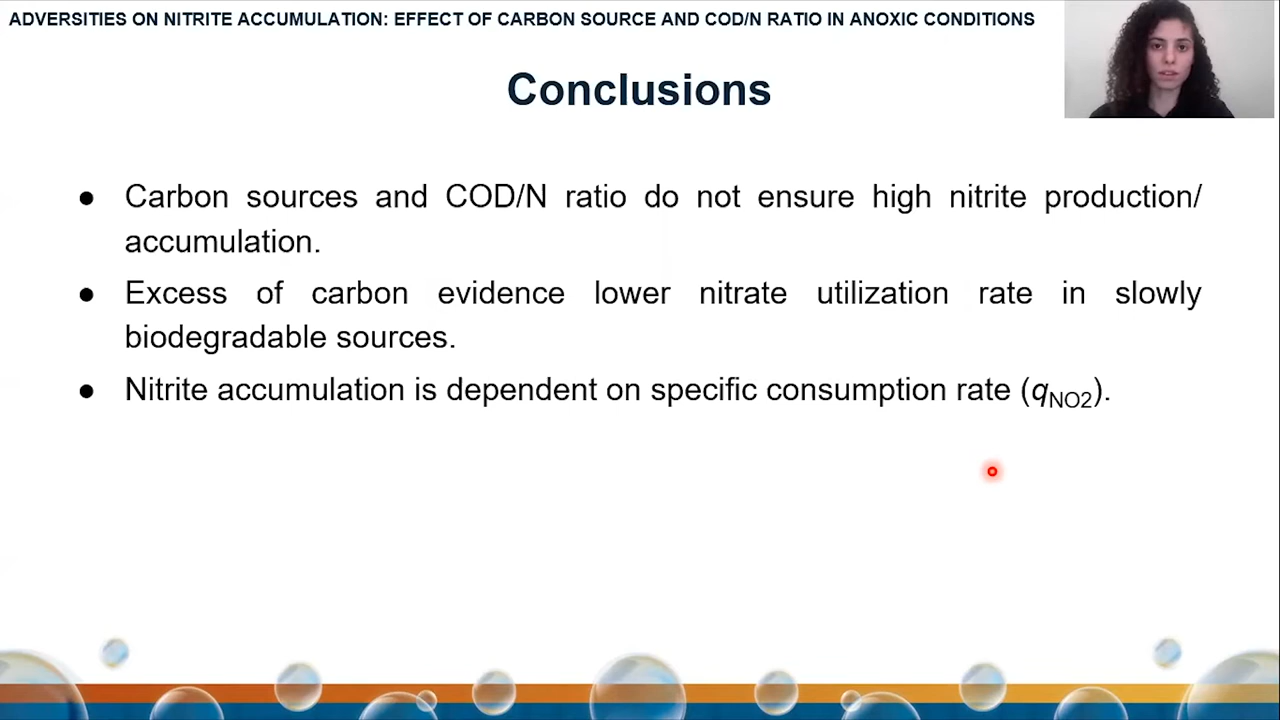 ADVERSITIES ON NITRITE ACCUMULATION: EFFECT OF CARBON SOURCE AND COD/N RATIO IN ANOXIC CONDITIONS
Conclusions
● Carbon sources and COD/N ratio do not ensure high nitrite production/
accumulation.
● Excess of carbon evidence lower nitrate utilization rate in slowly
biodegradable sources.
● Nitrite accumulation is dependent on specific consumption rate (qNO2).